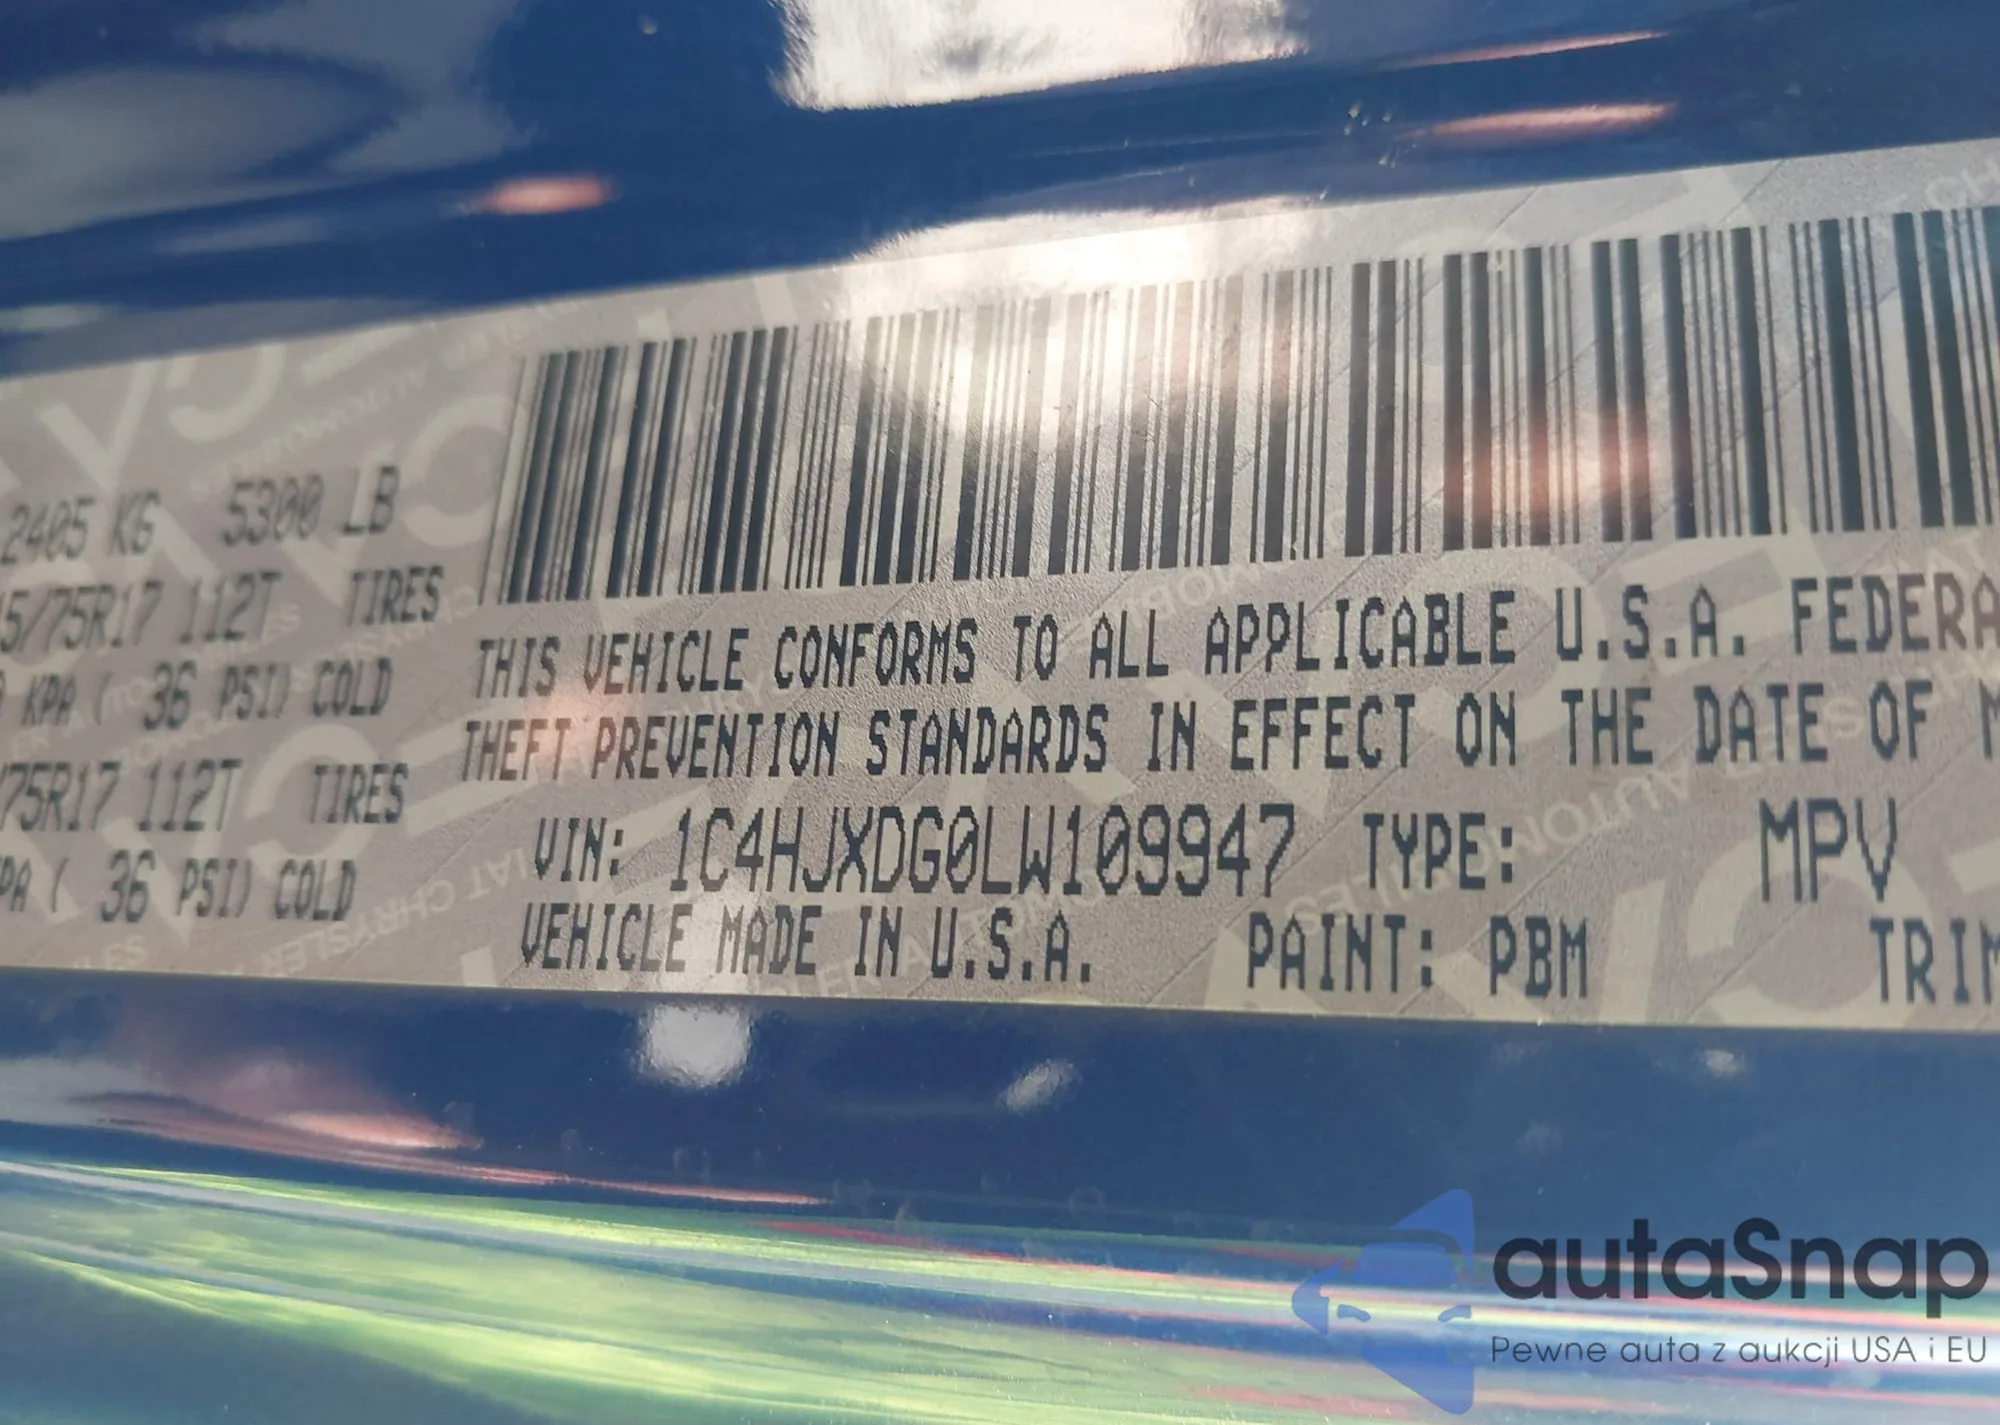 2405 KG 5300 LB
5/75R17 112T TIRES
KPA ( 36 PSI) COLD
/75R17 112T TIRES
PA ( 36 PSI) COLD
THIS VEHICLE CONFORMS TO ALL APPLICABLE U.S.A. FEDERA
THEFT PREVENTION STANDARDS IN EFFECT ON THE DATE OF M
VIN: 1C4HJXDG0LW109947 TYPE: MPV
VEHICLE MADE IN U.S.A. PAINT: PBM TRIM
autaSnap
Pewne auta z aukcji USA i EU